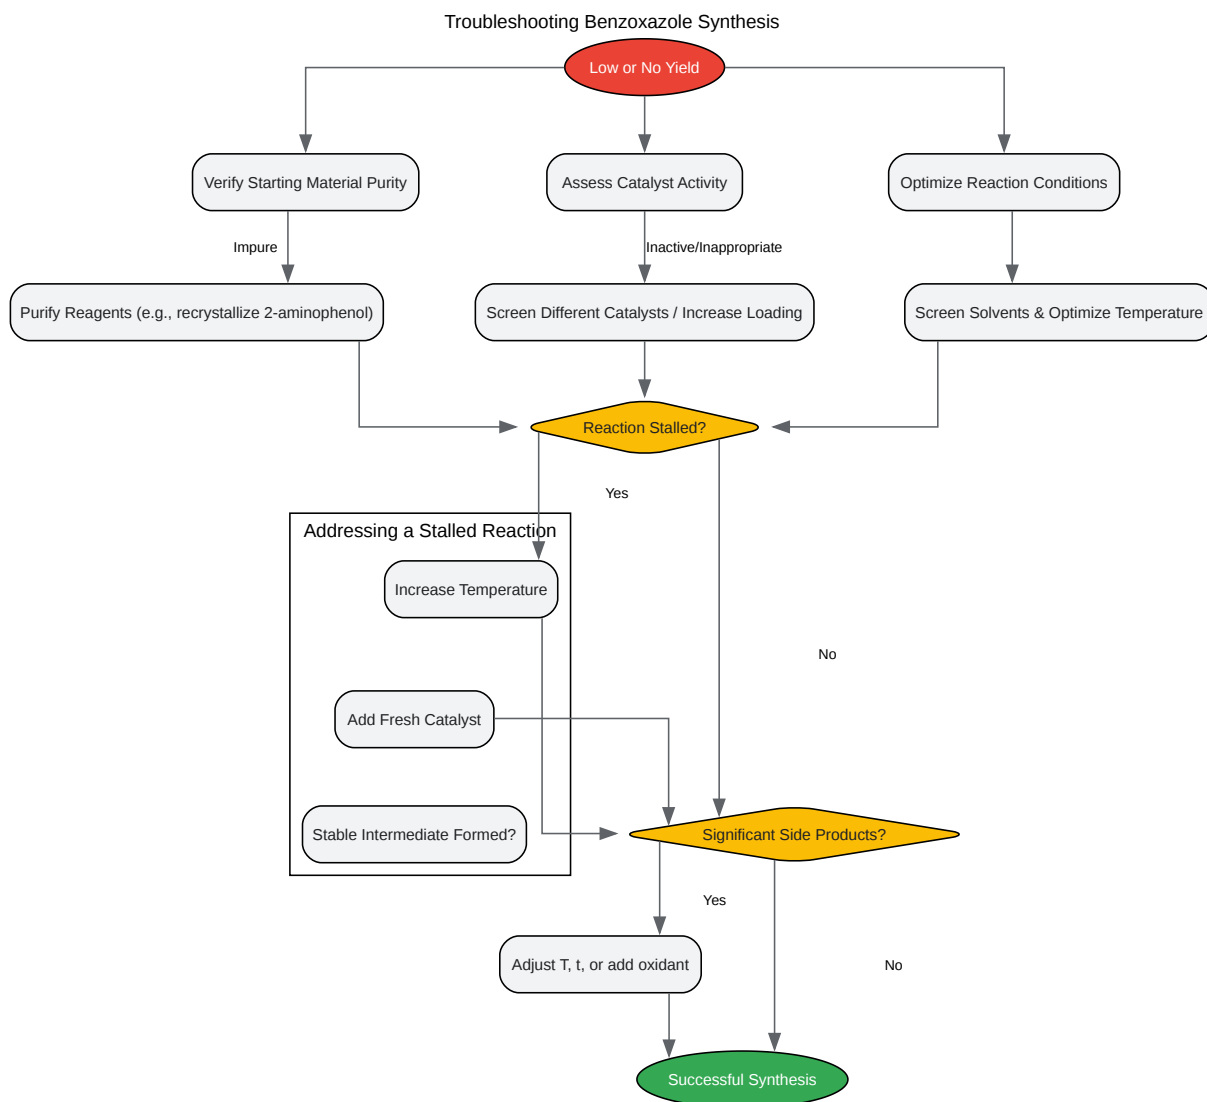 Troubleshooting Benzoxazole Synthesis
Low or No Yield
Verify Starting Material Purity
Assess Catalyst Activity
Optimize Reaction Conditions
Impure
Inactive/Inappropriate
Purify Reagents (e.g., recrystallize 2-aminophenol)
Screen Different Catalysts / Increase Loading
Screen Solvents & Optimize Temperature
Reaction Stalled?
Yes
Addressing a Stalled Reaction
Increase Temperature
No
Add Fresh Catalyst
Stable Intermediate Formed?
Significant Side Products?
Yes
Adjust T, t, or add oxidant
No
Successful Synthesis